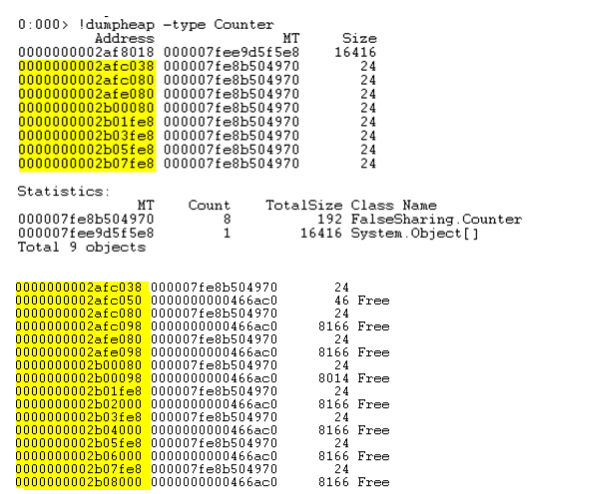 0:000> !dumpheap -type Counter
Address MT Size
0000000002af8018 000007fee9d5f5e8 16416
0000000002afc038 000007fe8b504970 24
0000000002afc080 000007fe8b504970 24
0000000002afe080 000007fe8b504970 24
0000000002b00080 000007fe8b504970 24
0000000002b01fe8 000007fe8b504970 24
0000000002b03fe8 000007fe8b504970 24
0000000002b05fe8 000007fe8b504970 24
0000000002b07fe8 000007fe8b504970 24
Statistics:
MT Count TotalSize Class Name
000007fe8b504970 8 192 FalseSharing.Counter
000007fee9d5f5e8 1 16416 System.Object[]
Total 9 objects
0000000002afc038 000007fe8b504970 24
0000000002afc050 0000000000466ac0 46 Free
0000000002afc080 000007fe8b504970 24
0000000002afc098 0000000000466ac0 8166 Free
0000000002afe080 000007fe8b504970 24
0000000002afe098 0000000000466ac0 8166 Free
0000000002b00080 000007fe8b504970 24
0000000002b00098 0000000000466ac0 8014 Free
0000000002b01fe8 000007fe8b504970 24
0000000002b02000 0000000000466ac0 8166 Free
0000000002b03fe8 000007fe8b504970 24
0000000002b04000 0000000000466ac0 8166 Free
0000000002b05fe8 000007fe8b504970 24
0000000002b06000 0000000000466ac0 8166 Free
0000000002b07fe8 000007fe8b504970 24
0000000002b08000 0000000000466ac0 8166 Free